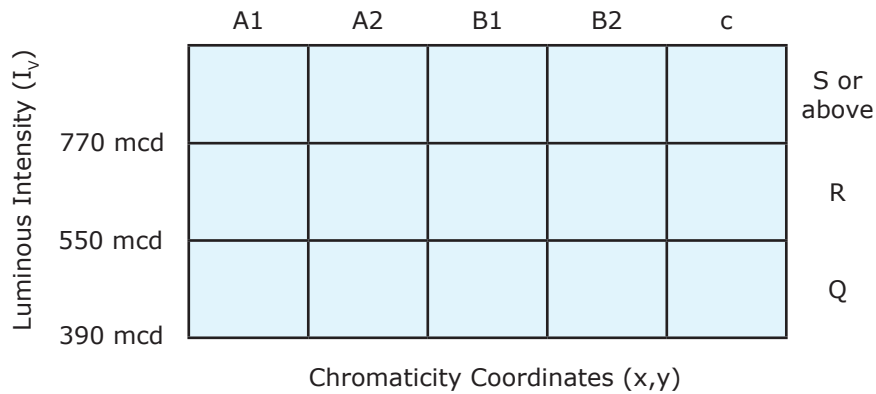 A1 A2 B1 B2 c
Luminous Intensity (Iv)
S or
above
770 mcd
R
550 mcd
Q
390 mcd
Chromaticity Coordinates (x,y)